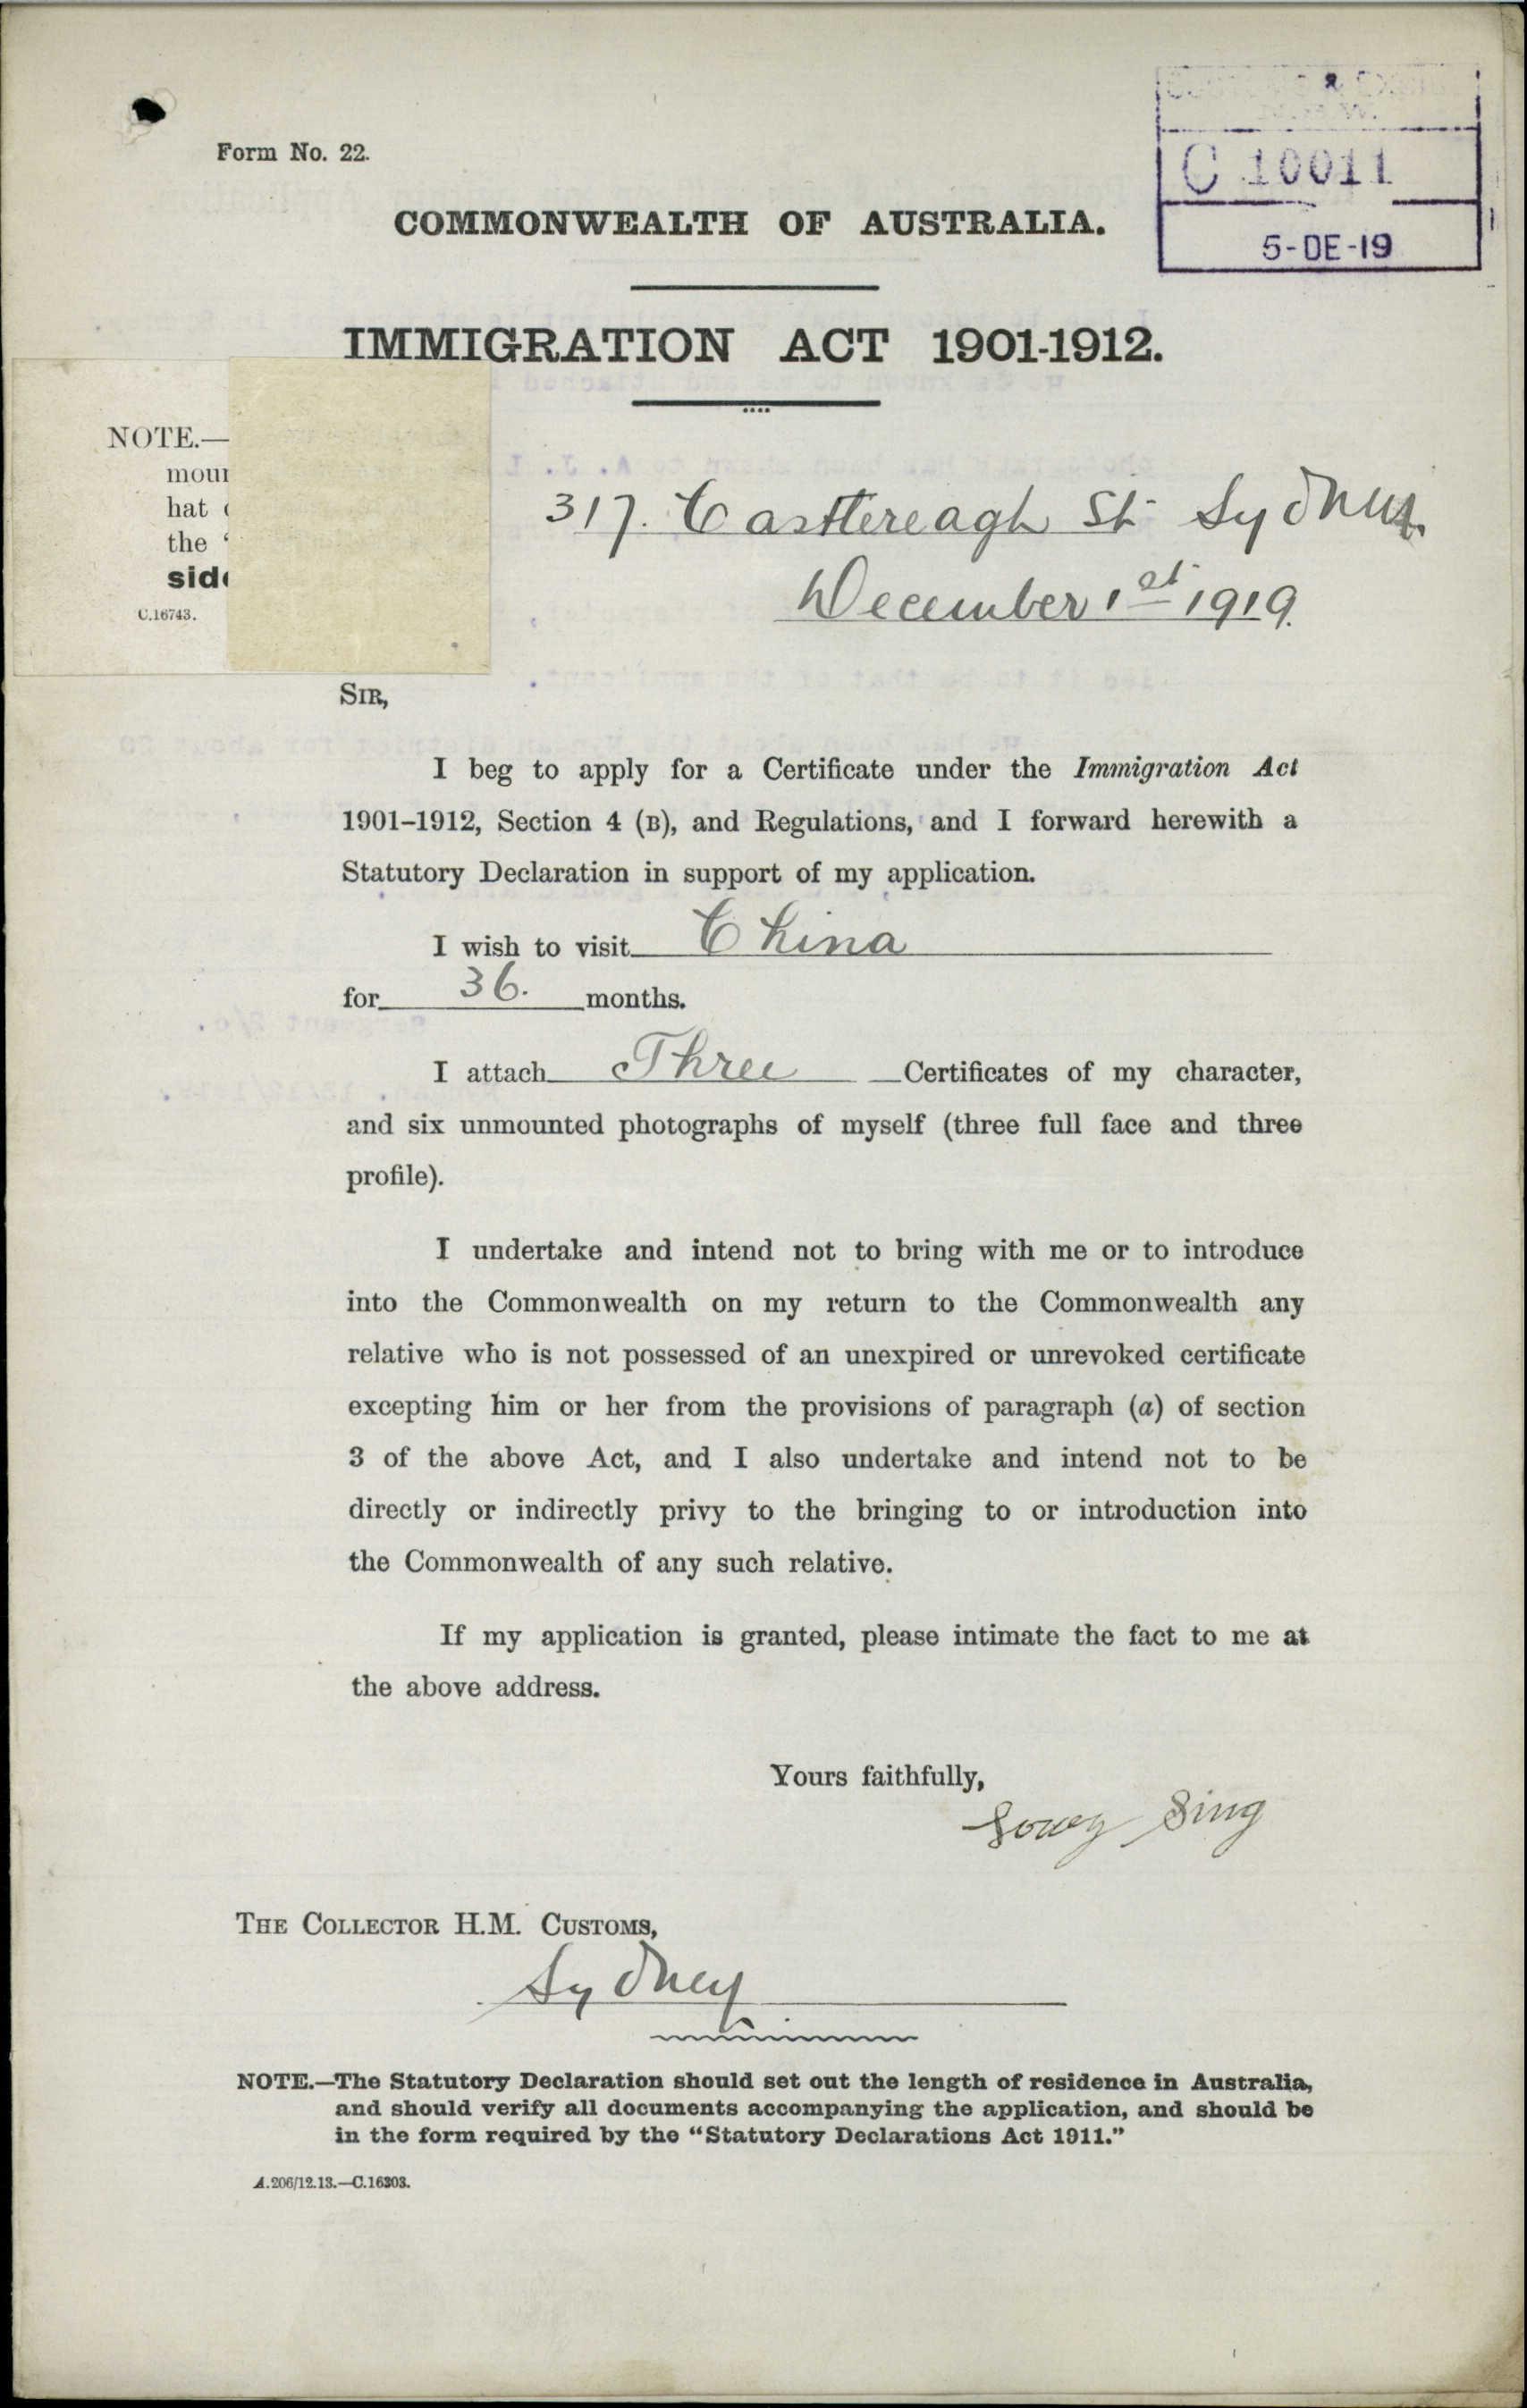 CUSTOMS & EXCISE
N.S.W.
C 10011
5-DE-19
Form No. 22.
COMMONWEALTH OF AUSTRALIA.
IMMIGRATION ACT 1901-1912.
NOTE.—
mour
hat
the "
side
C.16743.
317. Casttereagh St Sydney.
December 1st 1919.
SIR,
I beg to apply for a Certificate under the Immigration Act
1901-1912, Section 4 (B), and Regulations, and I forward herewith a
Statutory Declaration in support of my application.
I wish to visit China
for 36. months.
I attach Three Certificates of my character,
and six unmounted photographs of myself (three full face and three
profile).
I undertake and intend not to bring with me or to introduce
into the Commonwealth on my return to the Commonwealth any
relative who is not possessed of an unexpired or unrevoked certificate
excepting him or her from the provisions of paragraph (a) of section
3 of the above Act, and I also undertake and intend not to be
directly or indirectly privy to the bringing to or introduction into
the Commonwealth of any such relative.
If my application is granted, please intimate the fact to me at
the above address.
Yours faithfully,
Sing
THE COLLECTOR H.M. CUSTOMS,
Sydney
NOTE.—The Statutory Declaration should set out the length of residence in Australia,
and should verify all documents accompanying the application, and should be
in the form required by the "Statutory Declarations Act 1911."
A.206/12.13.—C.16303.